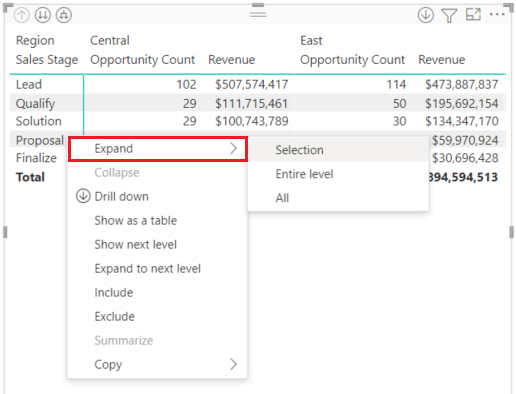 Region Central East
Sales Stage Opportunity Count Revenue Opportunity Count Revenue
Lead 102 $507,574,417 114 $473,887,837
Qualify 29 $111,715,461 50 $195,692,154
Solution 29 $100,743,789 30 $134,347,170
Proposal $59,970,924
Finalize $30,696,428
Total 394,594,513
Expand
Collapse
Drill down
Show as a table
Show next level
Expand to next level
Include
Exclude
Summarize
Copy
Selection
Entire level
All